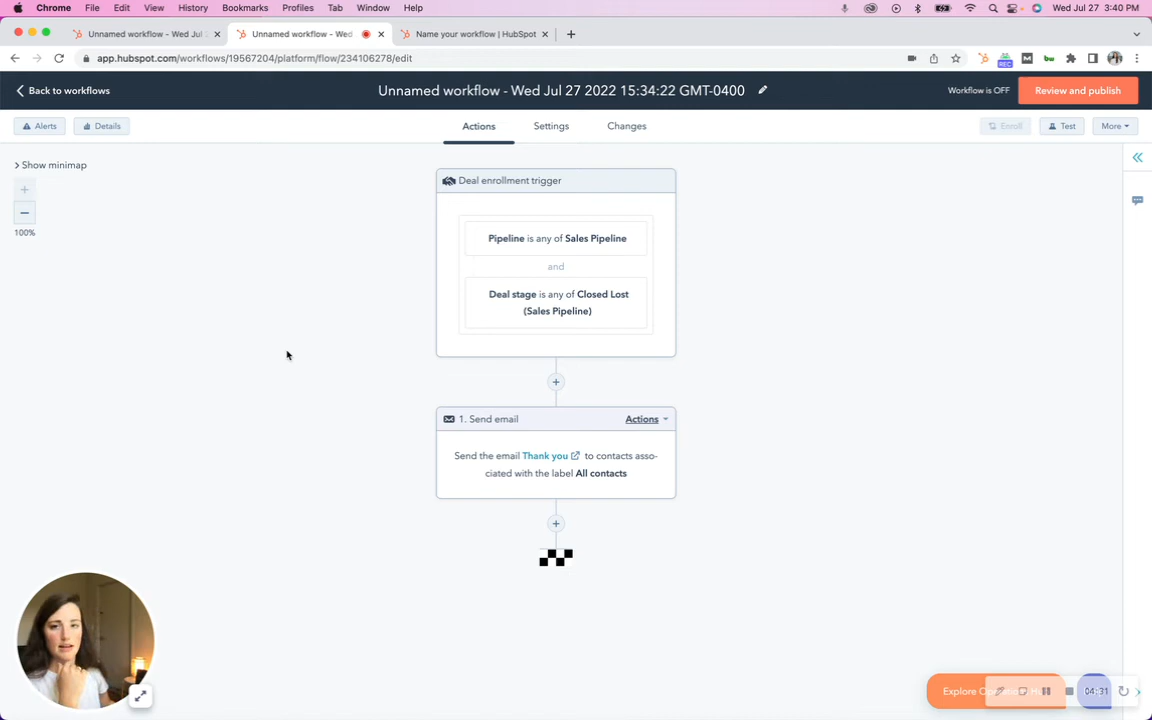 Chrome File Edit View History Bookmarks Profiles Tab Window Help Wed Jul 27 3:40 PM
Unnamed workflow - Wed Jul Unnamed workflow - Wed Name your workflow | HubSpot
app.hubspot.com/workflows/19567204/platform/flow/234106278/edit REC
Back to workflows Unnamed workflow - Wed Jul 27 2022 15:34:22 GMT-0400 Workflow is OFF Review and publish
Alerts Details Actions Settings Changes Enroll Test More
Show minimap
100%
Deal enrollment trigger
Pipeline is any of Sales Pipeline
and
Deal stage is any of Closed Lost
(Sales Pipeline)
1. Send email Actions
Send the email Thank you to contacts asso-
ciated with the label All contacts
Explore 04:31